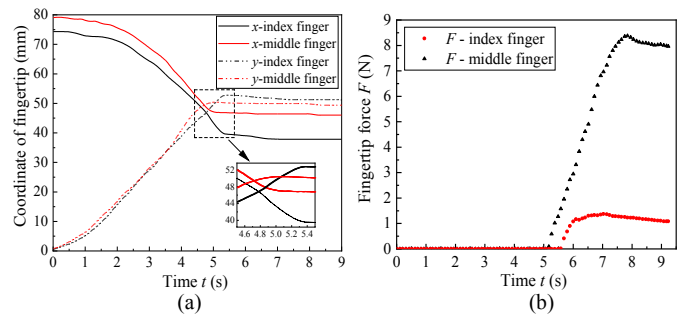 80
70
60
50
40
30
20
10
0
Coordinate of fingertip (mm)
x-index finger
x-middle finger
y-index finger
y-middle finger
52
48
44
40
4.6 4.8 5.0 5.2 5.4
0 1 2 3 4 5 6 7 8 9
Time t (s)
(a)
9
8
7
6
5
4
3
2
1
0
Fingertip force F (N)
F - index finger
F - middle finger
0 1 2 3 4 5 6 7 8 9
Time t (s)
(b)